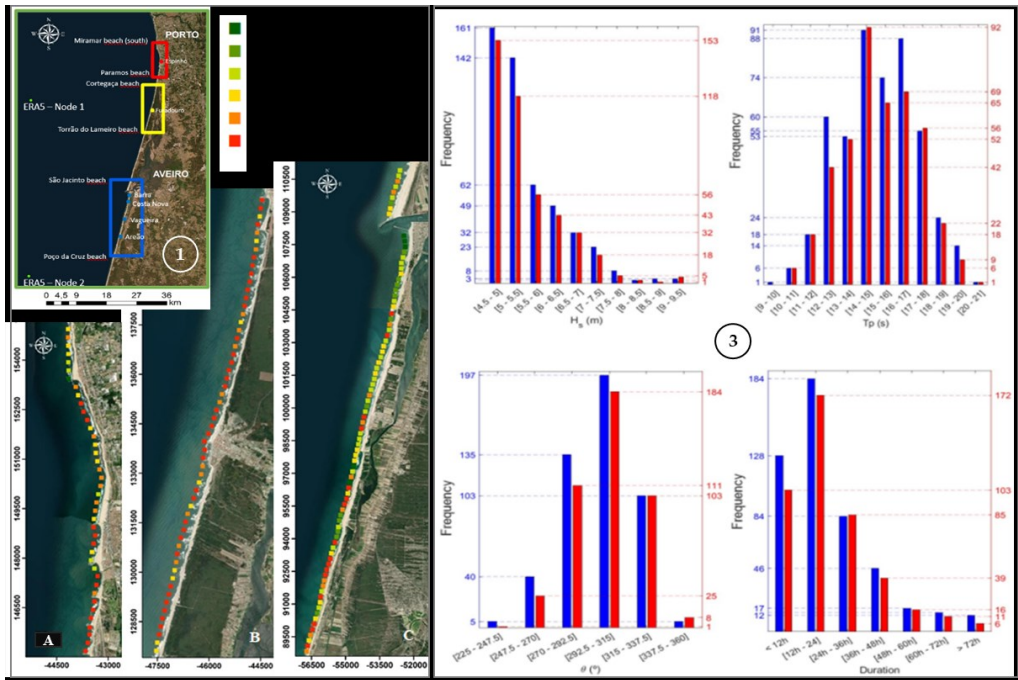 Miramar beach (south)
PORTO
Espinho
Paramos beach
Cortegaça beach
ERA5 – Node 1
Furadouro
Torrão do Lameiro beach
AVEIRO
São Jacinto beach
Barra
Costa Nova
Vagueira
Areão
Poço da Cruz beach
1
ERA5 – Node 2
0 4,5 9 18 27 36
km
154000
152500
151000
149500
148000
146500
A
-44500 -43000
137500
136000
134500
133000
131500
130000
128500
B
-47500 -46000 -44500
110500
109000
107500
106000
104500
103000
101500
100000
98500
97000
95500
94000
92500
91000
89500
C
-56500 -55000 -53500 -52000
Frequency
161
142
62
49
32
23
8
3
153
118
56
43
32
18
5
1
[4.5 - 5]
[5 - 5.5]
[5.5 - 6]
[6 - 6.5]
[6.5 - 7]
[7 - 7.5]
[7.5 - 8]
[8 - 8.5]
[8.5 - 9]
[9 - 9.5]
Hs (m)
Frequency
91
88
60
55
53
24
18
14
6
1
92
69
65
56
52
42
22
18
9
6
1
[9 - 10]
[10 - 11]
[11 - 12]
[12 - 13]
[13 - 14]
[14 - 15]
[15 - 16]
[16 - 17]
[17 - 18]
[18 - 19]
[19 - 20]
[20 - 21]
Tp (s)
3
Frequency
197
135
103
40
5
184
111
103
25
8
1
[225 - 247.5]
[247.5 - 270]
[270 - 292.5]
[292.5 - 315]
[315 - 337.5]
[337.5 - 360]
θ (º)
Frequency
184
128
84
46
17
12
172
103
85
39
16
11
6
< 12h
[12h - 24]
[24h - 36h]
[36h - 48h]
[48h - 60h]
[60h - 72h]
> 72h
Duration